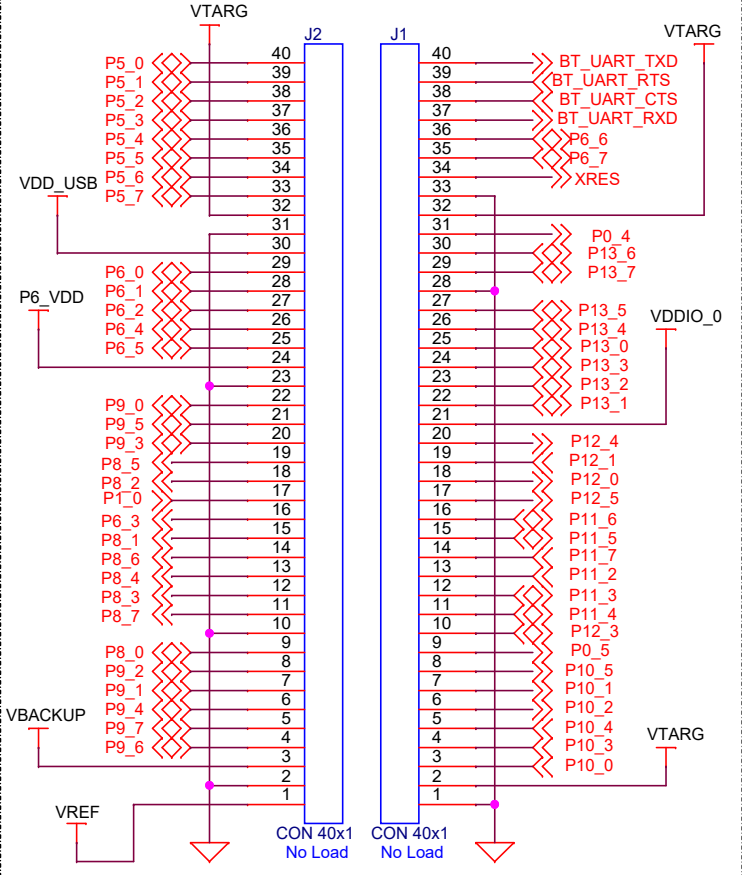 VTARG
J2
J1
VTARG
40
P5_0
39
P5_1
38
P5_2
37
P5_3
36
P5_4
35
P5_5
34
P5_6
33
P5_7
32
VDD_USB
31
30
29
P6_0
28
P6_1
27
P6_2
26
P6_4
25
P6_5
24
P6_VDD
23
22
P9_0
21
P9_5
20
P9_3
19
P8_5
18
P8_2
17
P1_0
16
P6_3
15
P8_1
14
P8_6
13
P8_4
12
P8_3
11
P8_7
10
9
P8_0
8
P9_2
7
P9_1
6
P9_4
5
P9_7
4
P9_6
3
VBACKUP
2
1
VREF
CON 40x1
No Load
40
BT_UART_TXD
39
BT_UART_RTS
38
BT_UART_CTS
37
BT_UART_RXD
36
P6_6
35
P6_7
34
XRES
33
32
31
P0_4
30
P13_6
29
P13_7
28
27
P13_5
26
P13_4
25
P13_0
24
P13_3
23
P13_2
22
P13_1
21
VDDIO_0
20
P12_4
19
P12_1
18
P12_0
17
P12_5
16
P11_6
15
P11_5
14
P11_7
13
P11_2
12
P11_3
11
P11_4
10
P12_3
9
P0_5
8
P10_5
7
P10_1
6
P10_2
5
P10_4
4
P10_3
3
P10_0
2
VTARG
1
CON 40x1
No Load